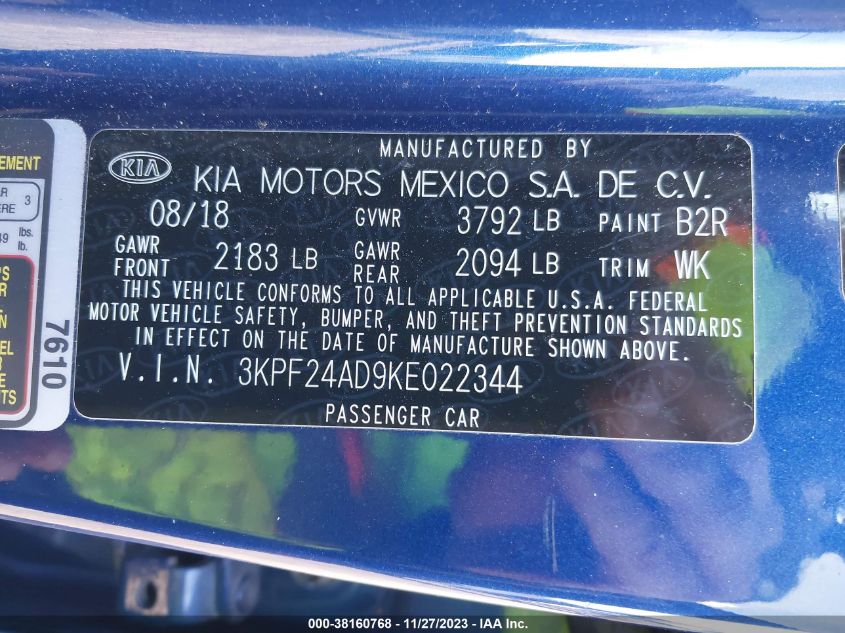 MANUFACTURED BY
KIA
KIA MOTORS MEXICO S.A. DE C.V.
08/18 GVWR 3792 LB PAINT B2R
GAWR FRONT 2183 LB GAWR REAR 2094 LB TRIM WK
THIS VEHICLE CONFORMS TO ALL APPLICABLE U.S.A. FEDERAL
MOTOR VEHICLE SAFETY, BUMPER, AND THEFT PREVENTION STANDARDS
IN EFFECT ON THE DATE OF MANUFACTURE SHOWN ABOVE.
V.I.N. 3KPF24AD9KE022344
PASSENGER CAR
3
lbs.
lb.
7610
000-38160768 - 11/27/2023 - IAA Inc.